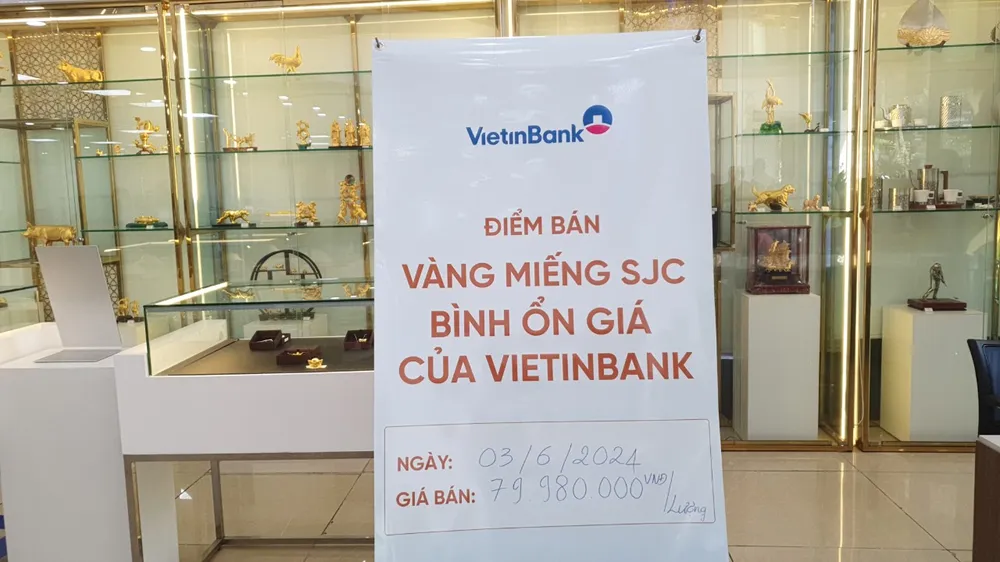 VietinBank
ĐIỂM BÁN
VÀNG MIẾNG SJC
BÌNH ỔN GIÁ
CỦA VIETINBANK
NGÀY: 03/6/2024
GIÁ BÁN: 79 980 000 VNĐ/Lượng